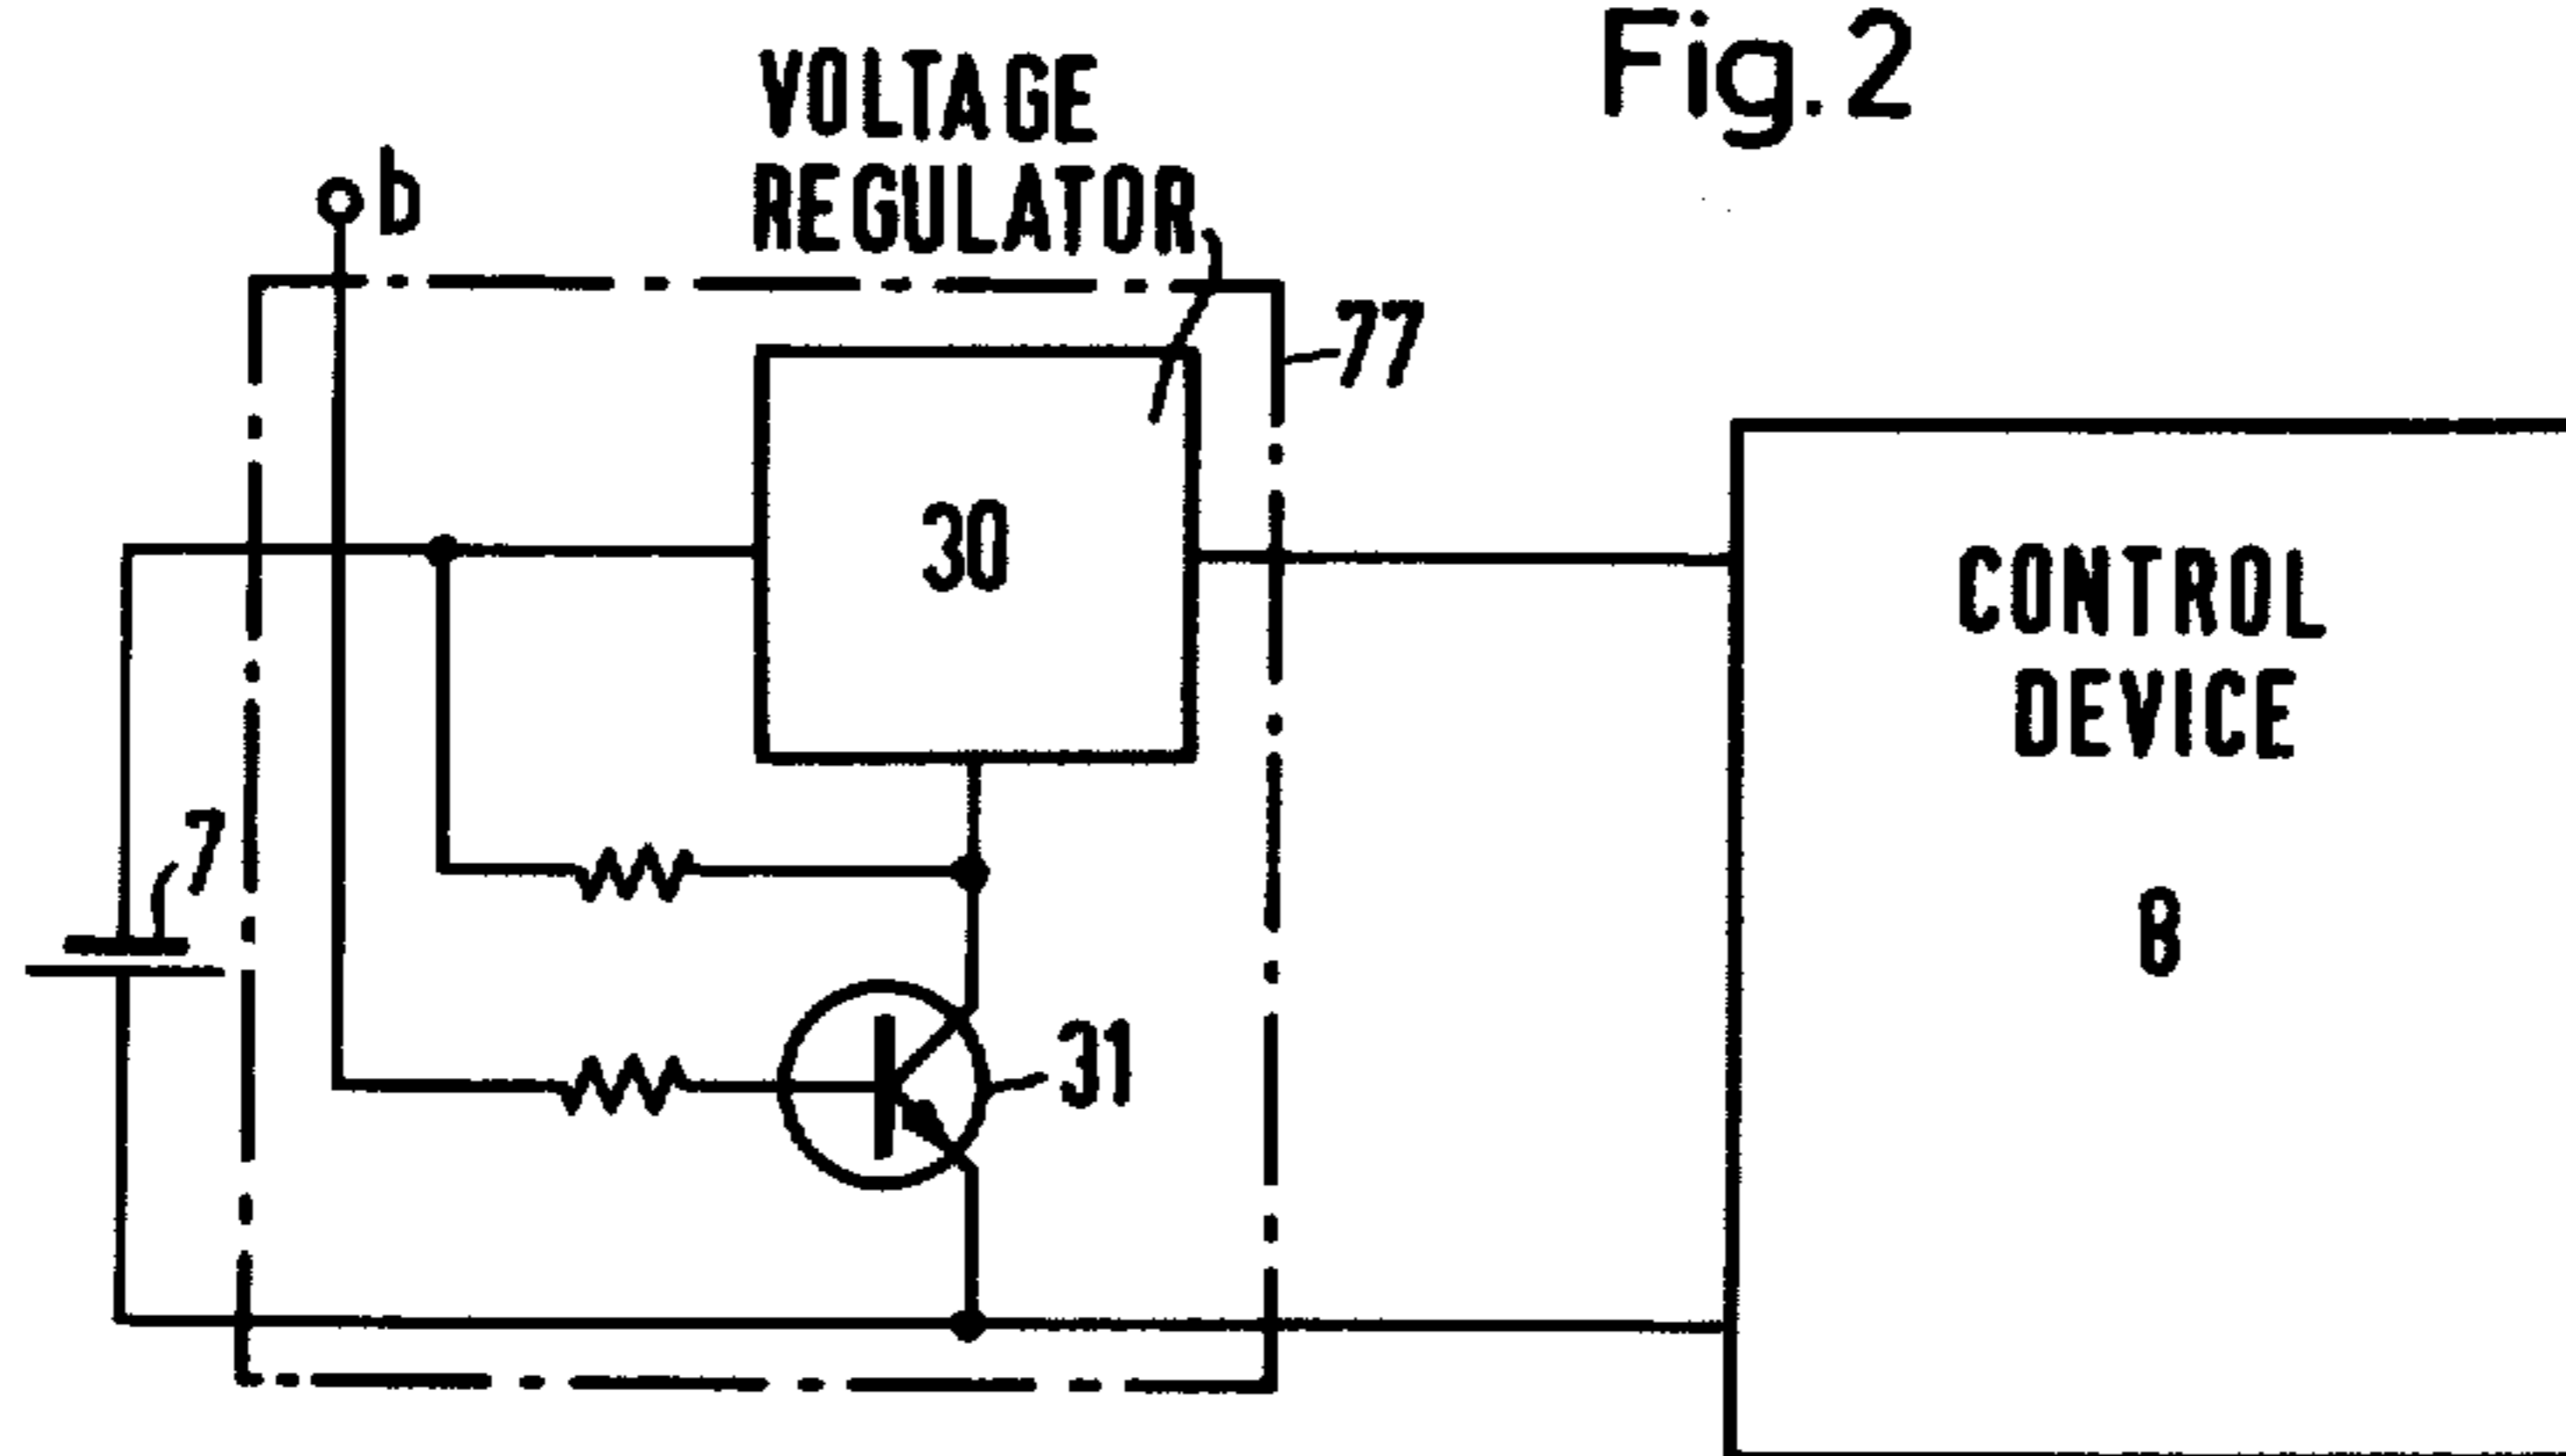 Fig.2
VOLTAGE
REGULATOR
b
77
30
CONTROL
DEVICE
8
7
31